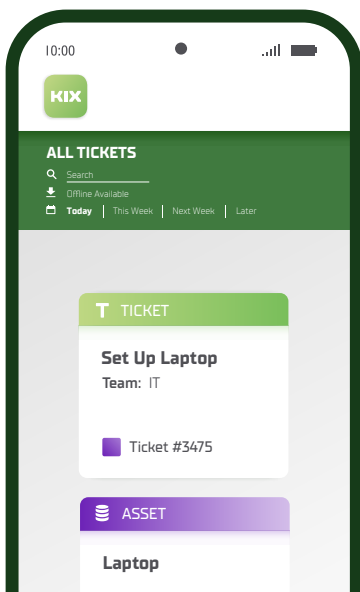 10:00
KIX
ALL TICKETS
Search
Offline Available
Today | This Week | Next Week | Later
T TICKET
Set Up Laptop
Team: IT
Ticket #3475
ASSET
Laptop